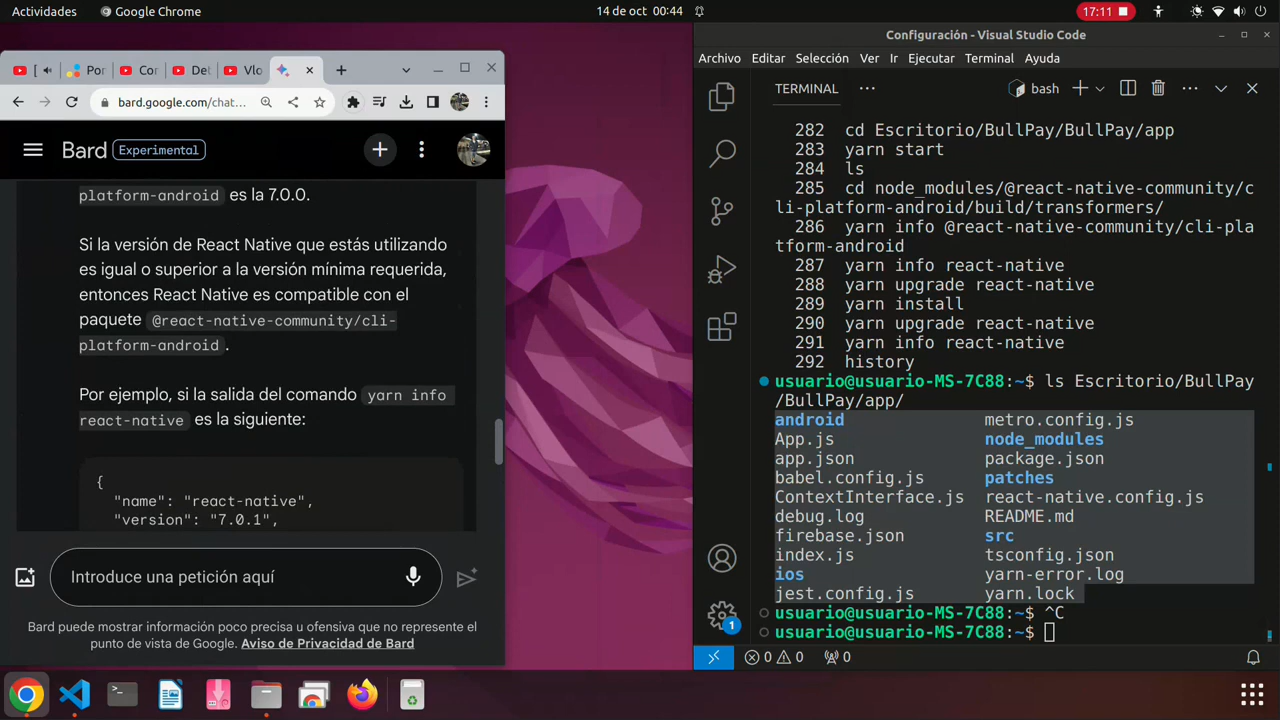 Actividades
Google Chrome
14 de oct 00:44
17:11
[
Por
Cor
Det
Vlo
bard.google.com/chat...
Bard
Experimental
platform-android es la 7.0.0.
Si la versión de React Native que estás utilizando
es igual o superior a la versión mínima requerida,
entonces React Native es compatible con el
paquete @react-native-community/cli-
platform-android.
Por ejemplo, si la salida del comando yarn info
react-native es la siguiente:
{
"name": "react-native",
"version": "7.0.1",
Introduce una petición aquí
Bard puede mostrar información poco precisa u ofensiva que no represente el
punto de vista de Google. Aviso de Privacidad de Bard
Configuración - Visual Studio Code
Archivo Editar Selección Ver Ir Ejecutar Terminal Ayuda
TERMINAL
bash
282 cd Escritorio/BullPay/BullPay/app
283 yarn start
284 ls
285 cd node_modules/@react-native-community/c
li-platform-android/build/transformers/
286 yarn info @react-native-community/cli-pla
tform-android
287 yarn info react-native
288 yarn upgrade react-native
289 yarn install
290 yarn upgrade react-native
291 yarn info react-native
292 history
usuario@usuario-MS-7C88:~$ ls Escritorio/BullPay
/BullPay/app/
android metro.config.js
App.js node_modules
app.json package.json
babel.config.js patches
ContextInterface.js react-native.config.js
debug.log README.md
firebase.json src
index.js tsconfig.json
ios yarn-error.log
jest.config.js yarn.lock
usuario@usuario-MS-7C88:~$ ^C
usuario@usuario-MS-7C88:~$
1
0 0 0